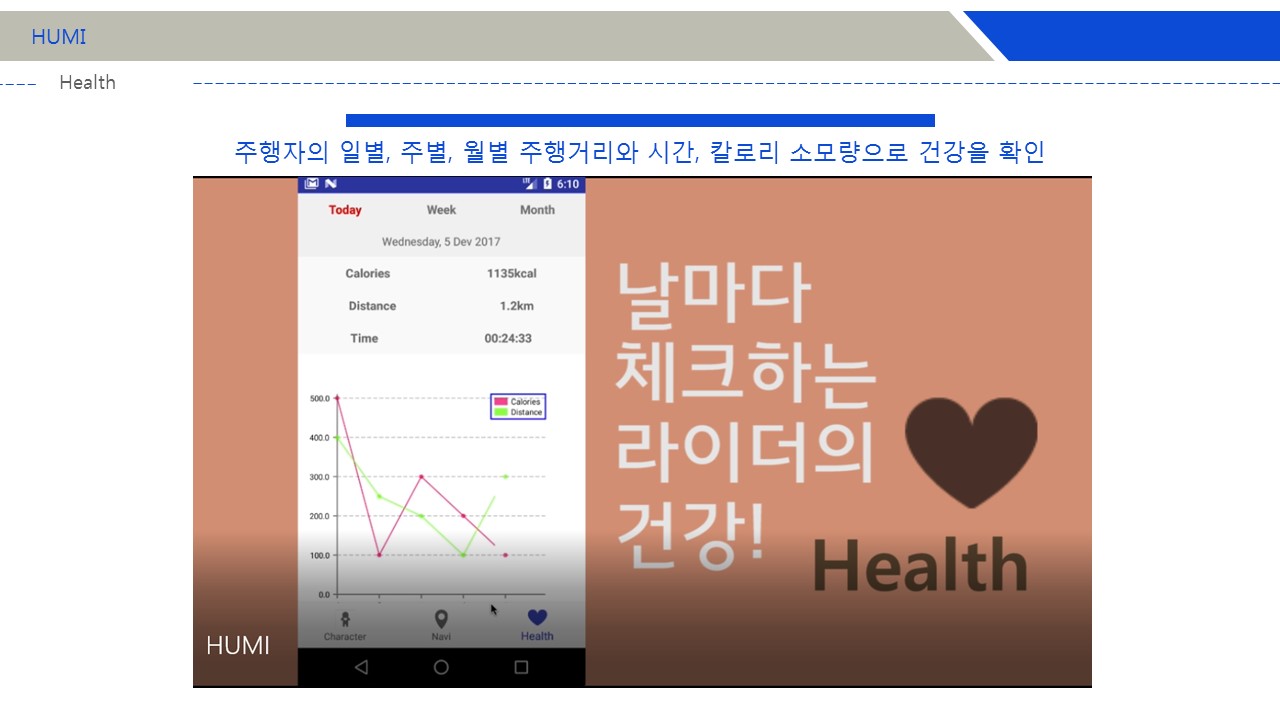 HUMI
Health
주행자의 일별, 주별, 월별 주행거리와 시간, 칼로리 소모량으로 건강을 확인
LTE 6:10
Today Week Month
Wednesday, 5 Dev 2017
Calories 1135kcal
Distance 1.2km
Time 00:24:33
500.0
400.0
300.0
200.0
100.0
0.0
Calories
Distance
Character Navi Health
날마다
체크하는
라이더의
건강!
Health
HUMI